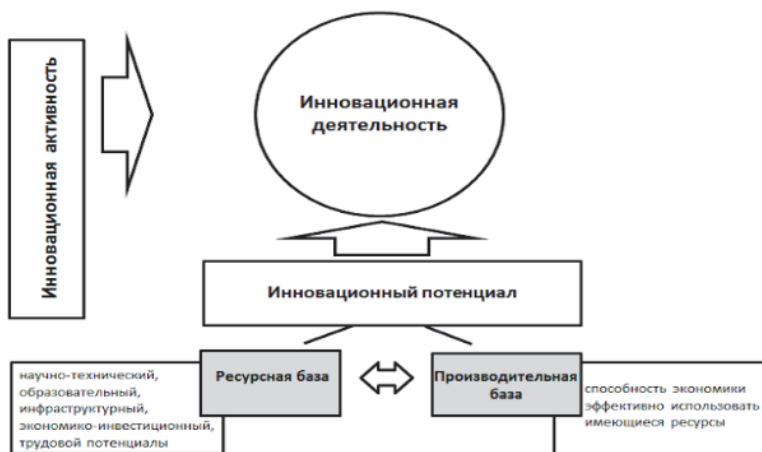 Инновационная активность
Инновационная
деятельность
Инновационный потенциал
научно-технический,
образовательный,
инфраструктурный,
экономико-инвестиционный,
трудовой потенциалы
Ресурсная база
Производительная
база
способность экономики
эффективно использовать
имеющиеся ресурсы